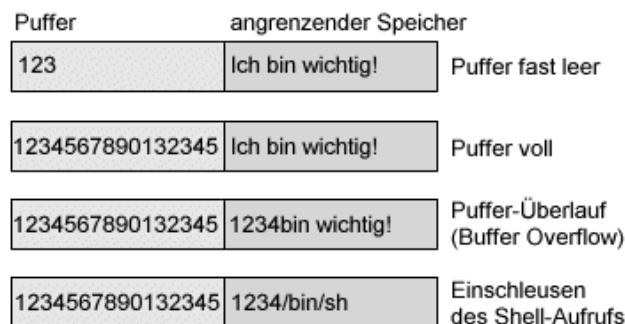 Puffer angrenzender Speicher
123 Ich bin wichtig! Puffer fast leer
1234567890132345 Ich bin wichtig! Puffer voll
1234567890132345 1234bin wichtig! Puffer-Überlauf
(Buffer Overflow)
1234567890132345 1234/bin/sh Einschleusen
des Shell-Aufrufs